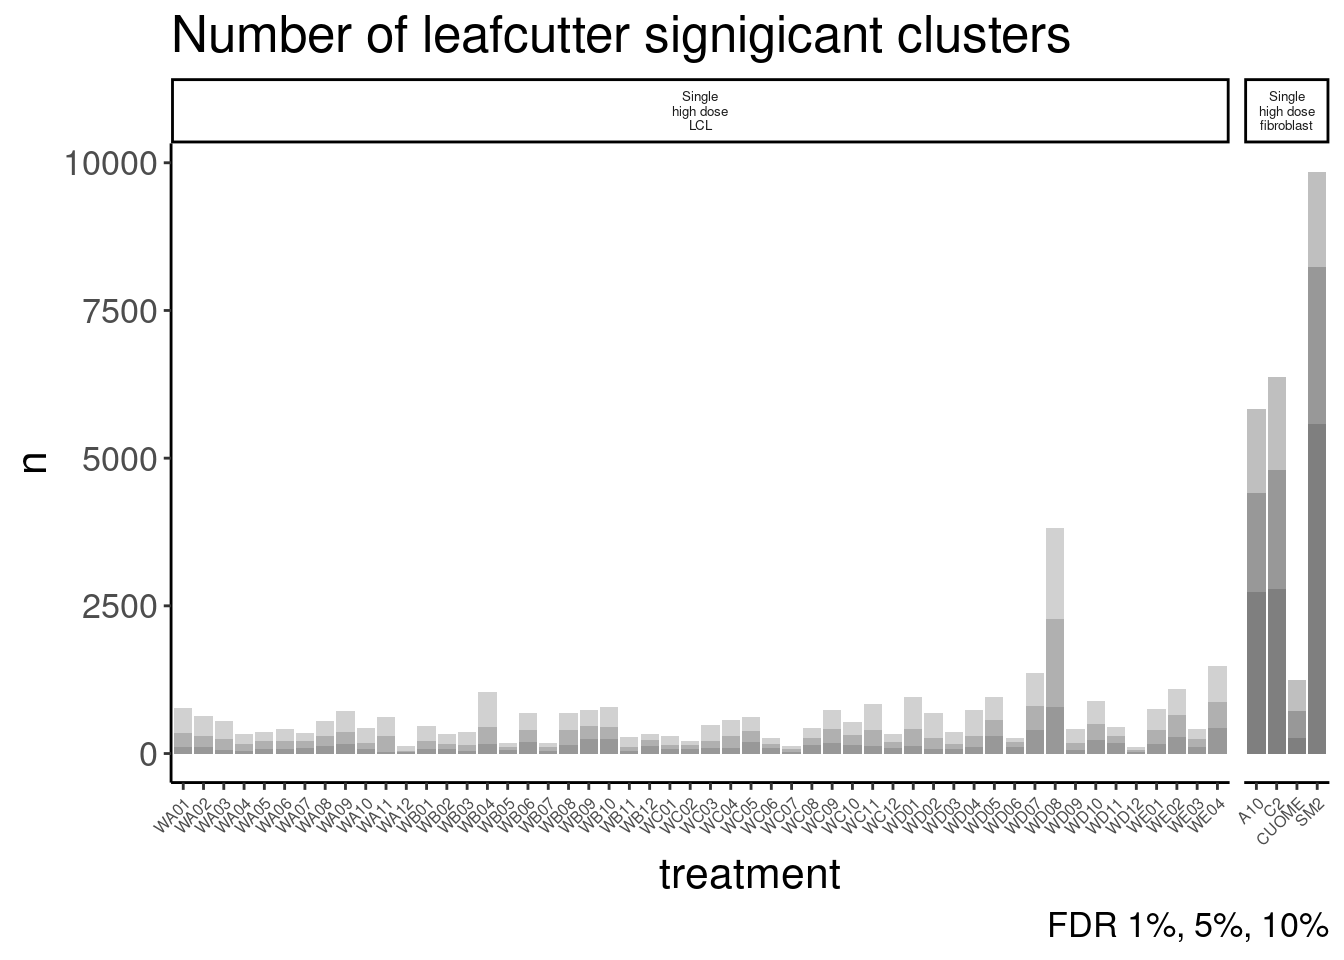 Number of leafcutter signigicant clusters
Single
high dose
LCL
Single
high dose
fibroblast
n
10000
7500
5000
2500
0
WA01 WA02 WA03 WA04 WA05 WA06 WA07 WA08 WA09 WA10 WA11 WA12 WB01 WB02 WB03 WB04 WB05 WB06 WB07 WB08 WB09 WB10 WB11 WB12 WC01 WC02 WC03 WC04 WC05 WC06 WC07 WC08 WC09 WC10 WC11 WC12 WD01 WD02 WD03 WD04 WD05 WD06 WD07 WD08 WD09 WD10 WD11 WD12 WE01 WE02 WE03 WE04 A10 C2 CUOME SM2
treatment
FDR 1%, 5%, 10%